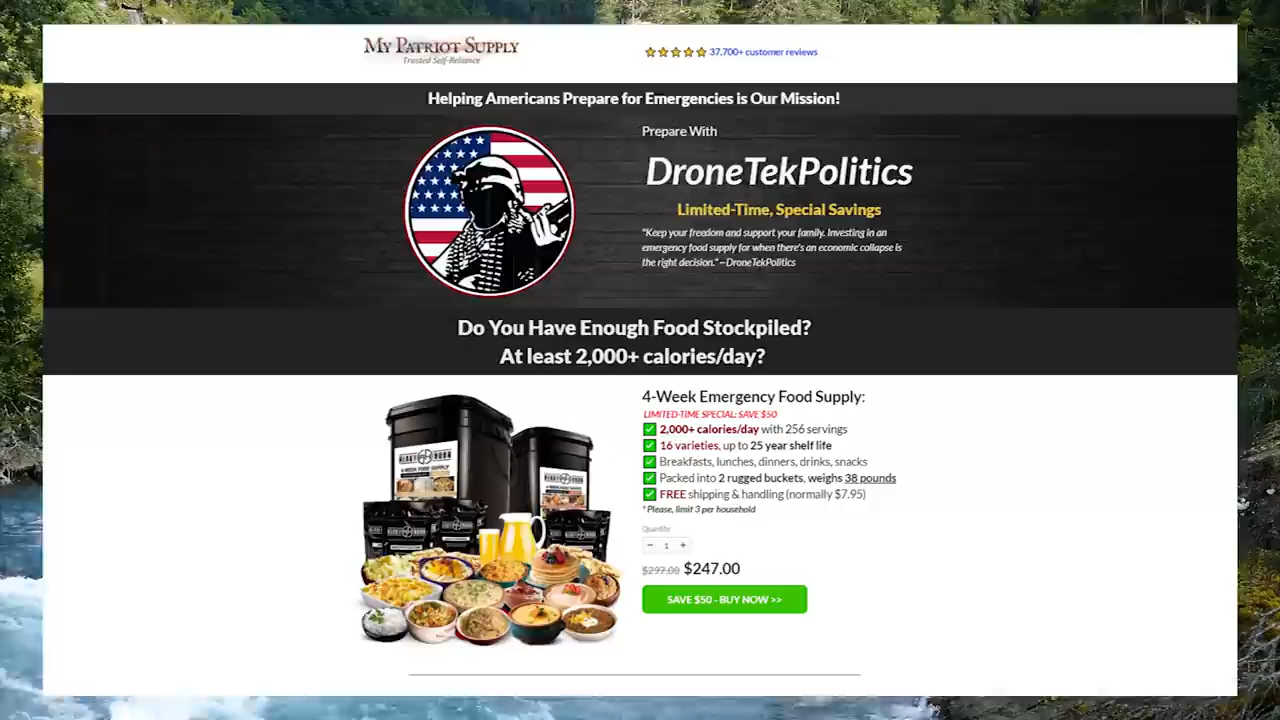 MY PATRIOT SUPPLY
Trusted Self-Reliance
37,700+ customer reviews
Helping Americans Prepare for Emergencies is Our Mission!
Prepare With
DroneTekPolitics
Limited-Time, Special Savings
"Keep your freedom and support your family. Investing in an
emergency food supply for when there's an economic collapse is
the right decision." –DroneTekPolitics
Do You Have Enough Food Stockpiled?
At least 2,000+ calories/day?
4-WEEK FOOD SUPPLY
4-Week Emergency Food Supply:
LIMITED-TIME SPECIAL: SAVE $50
2,000+ calories/day with 256 servings
16 varieties, up to 25 year shelf life
Breakfasts, lunches, dinners, drinks, snacks
Packed into 2 rugged buckets, weighs 38 pounds
FREE shipping & handling (normally $7.95)
* Please, limit 3 per household
Quantity
− 1 +
$297.00 $247.00
SAVE $50 - BUY NOW >>